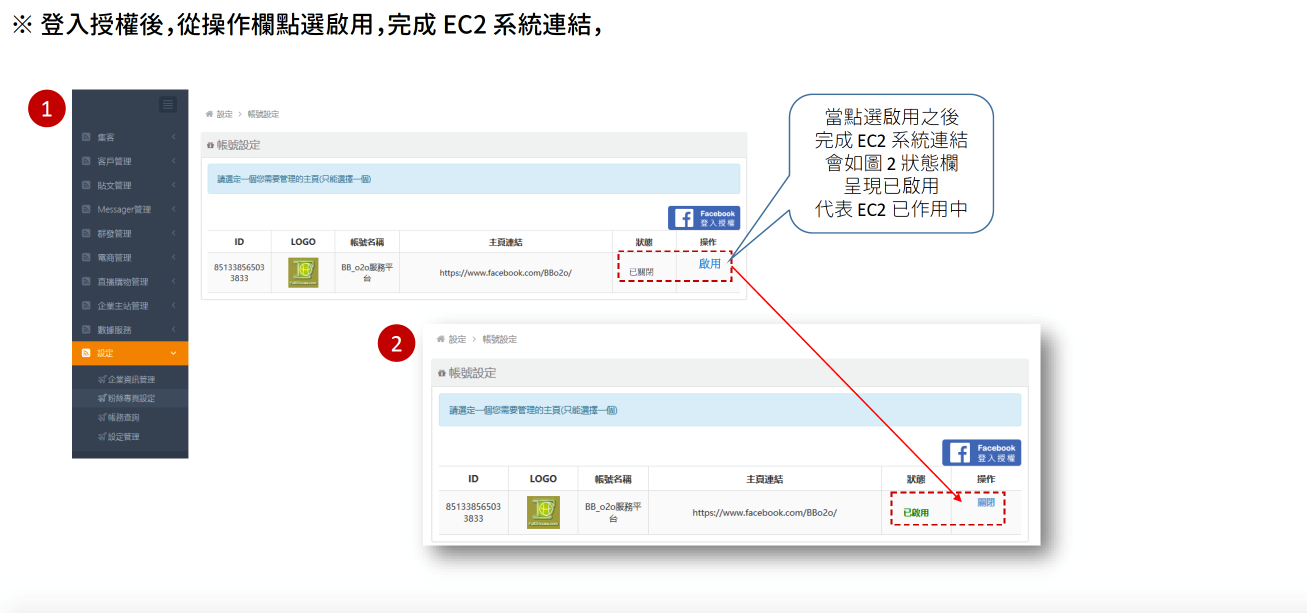 ※ 登入授權後,從操作欄點選啟用,完成 EC2 系統連結,
1
集客
客戶管理
貼文管理
Messager管理
群發管理
電商管理
直播購物管理
企業主站管理
數據服務
設定
企業資訊管理
粉絲專頁設定
帳務查詢
設定管理
設定 > 帳號設定
帳號設定
請選定一個您需要管理的主頁(只能選擇一個)
Facebook
登入授權
ID LOGO 帳號名稱 主頁連結 狀態 操作
85133856503
3833
BB_o2o服務平
台
https://www.facebook.com/BBo2o/
已關閉
啟用
當點選啟用之後
完成 EC2 系統連結
會如圖 2 狀態欄
呈現已啟用
代表 EC2 已作用中
2
設定 > 帳號設定
帳號設定
請選定一個您需要管理的主頁(只能選擇一個)
Facebook
登入授權
ID LOGO 帳號名稱 主頁連結 狀態 操作
85133856503
3833
BB_o2o服務平
台
https://www.facebook.com/BBo2o/
已啟用
關閉